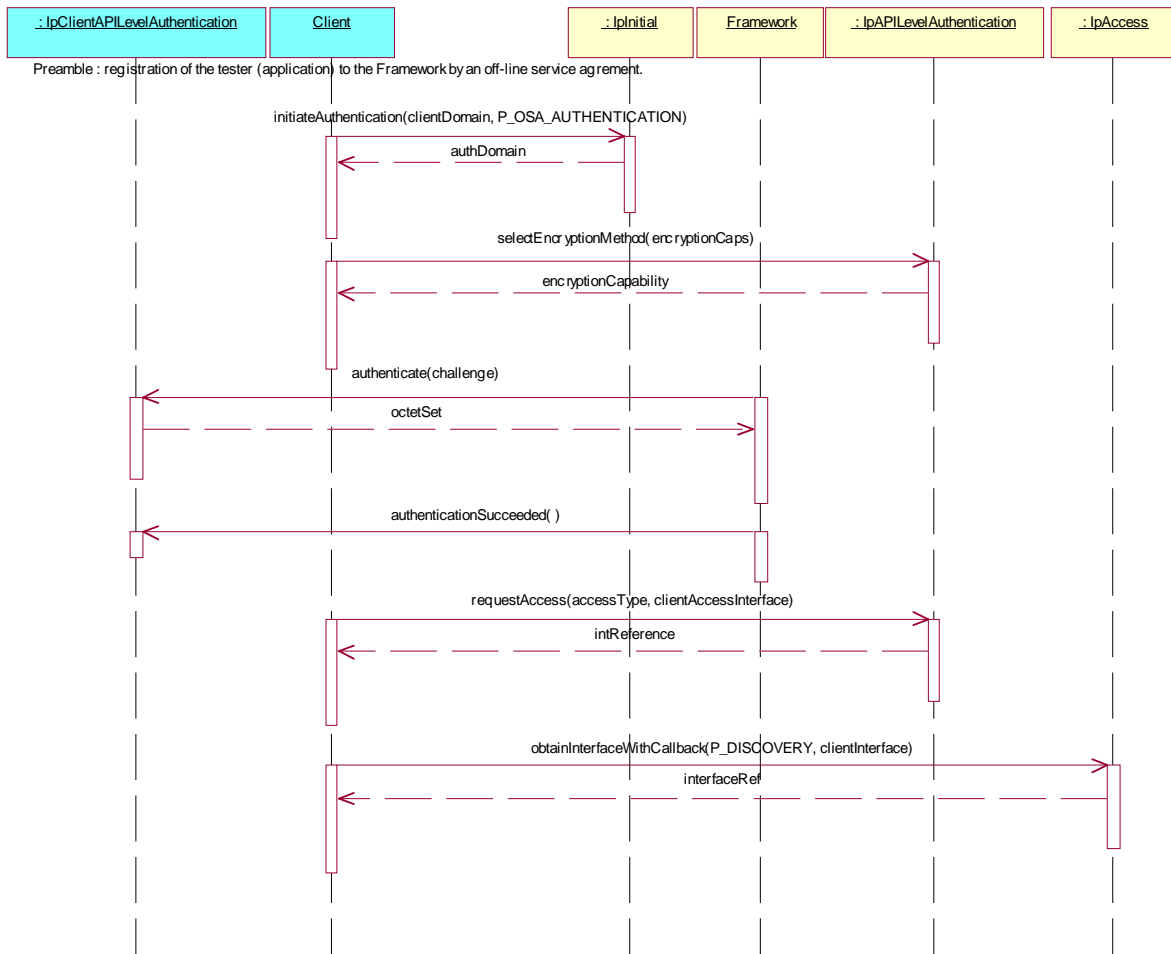 : IpClientAPILevelAuthentication
Client
: IpInitial
Framework
: IpAPILevelAuthentication
: IpAccess
Preamble : registration of the tester (application) to the Framework by an off-line service agrement.
initiateAuthentication(clientDomain, P_OSA_AUTHENTICATION)
authDomain
selectEncryptionMethod(encryptionCaps)
encryptionCapability
authenticate(challenge)
octetSet
authenticationSucceeded( )
requestAccess(accessType, clientAccessInterface)
intReference
obtainInterfaceWithCallback(P_DISCOVERY, clientInterface)
interfaceRef